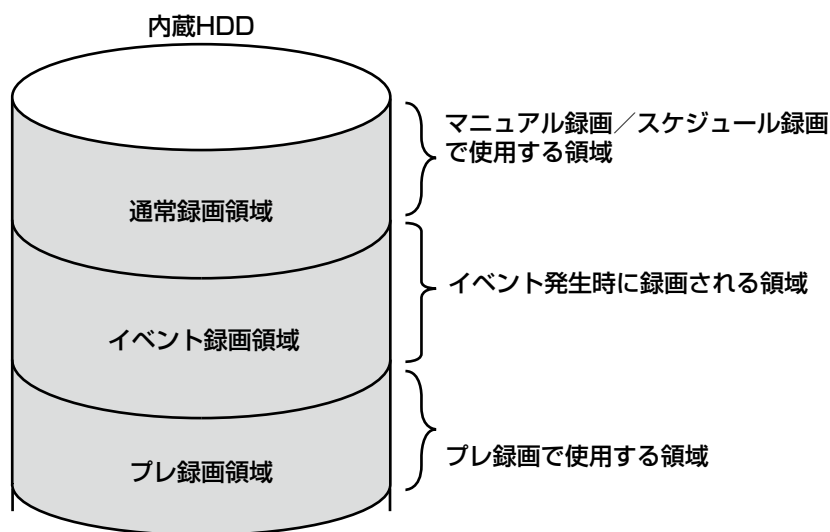 内蔵HDD
マニュアル録画／スケジュール録画
で使用する領域
通常録画領域
イベント発生時に録画される領域
イベント録画領域
プレ録画で使用する領域
プレ録画領域